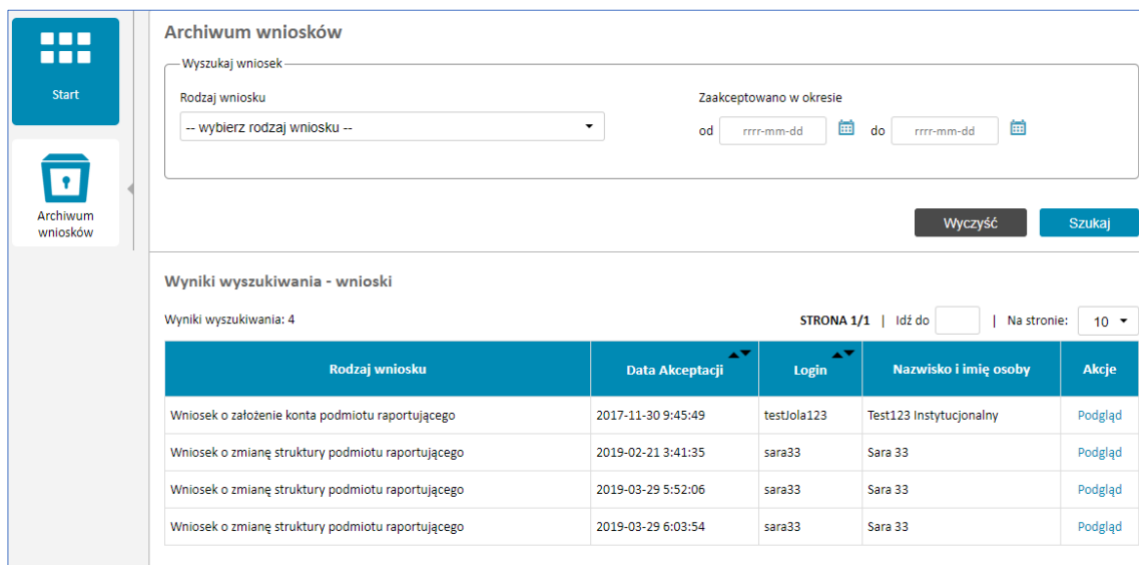 Start
Archiwum
wniosków
Archiwum wniosków
Wyszukaj wniosek
Rodzaj wniosku
-- wybierz rodzaj wniosku --
Zaakceptowano w okresie
od rrrr-mm-dd do rrrr-mm-dd
Wyczyść Szukaj
Wyniki wyszukiwania - wnioski
Wyniki wyszukiwania: 4 STRONA 1/1 | Idź do | Na stronie: 10
Rodzaj wniosku Data Akceptacji Login Nazwisko i imię osoby Akcje
Wniosek o założenie konta podmiotu raportującego 2017-11-30 9:45:49 testJola123 Test123 Instytucjonalny Podgląd
Wniosek o zmianę struktury podmiotu raportującego 2019-02-21 3:41:35 sara33 Sara 33 Podgląd
Wniosek o zmianę struktury podmiotu raportującego 2019-03-29 5:52:06 sara33 Sara 33 Podgląd
Wniosek o zmianę struktury podmiotu raportującego 2019-03-29 6:03:54 sara33 Sara 33 Podgląd